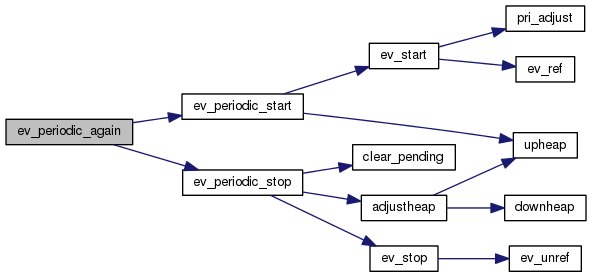 pri_adjust
ev_start
ev_ref
ev_periodic_start
ev_periodic_again
upheap
clear_pending
ev_periodic_stop
adjustheap
downheap
ev_stop
ev_unref